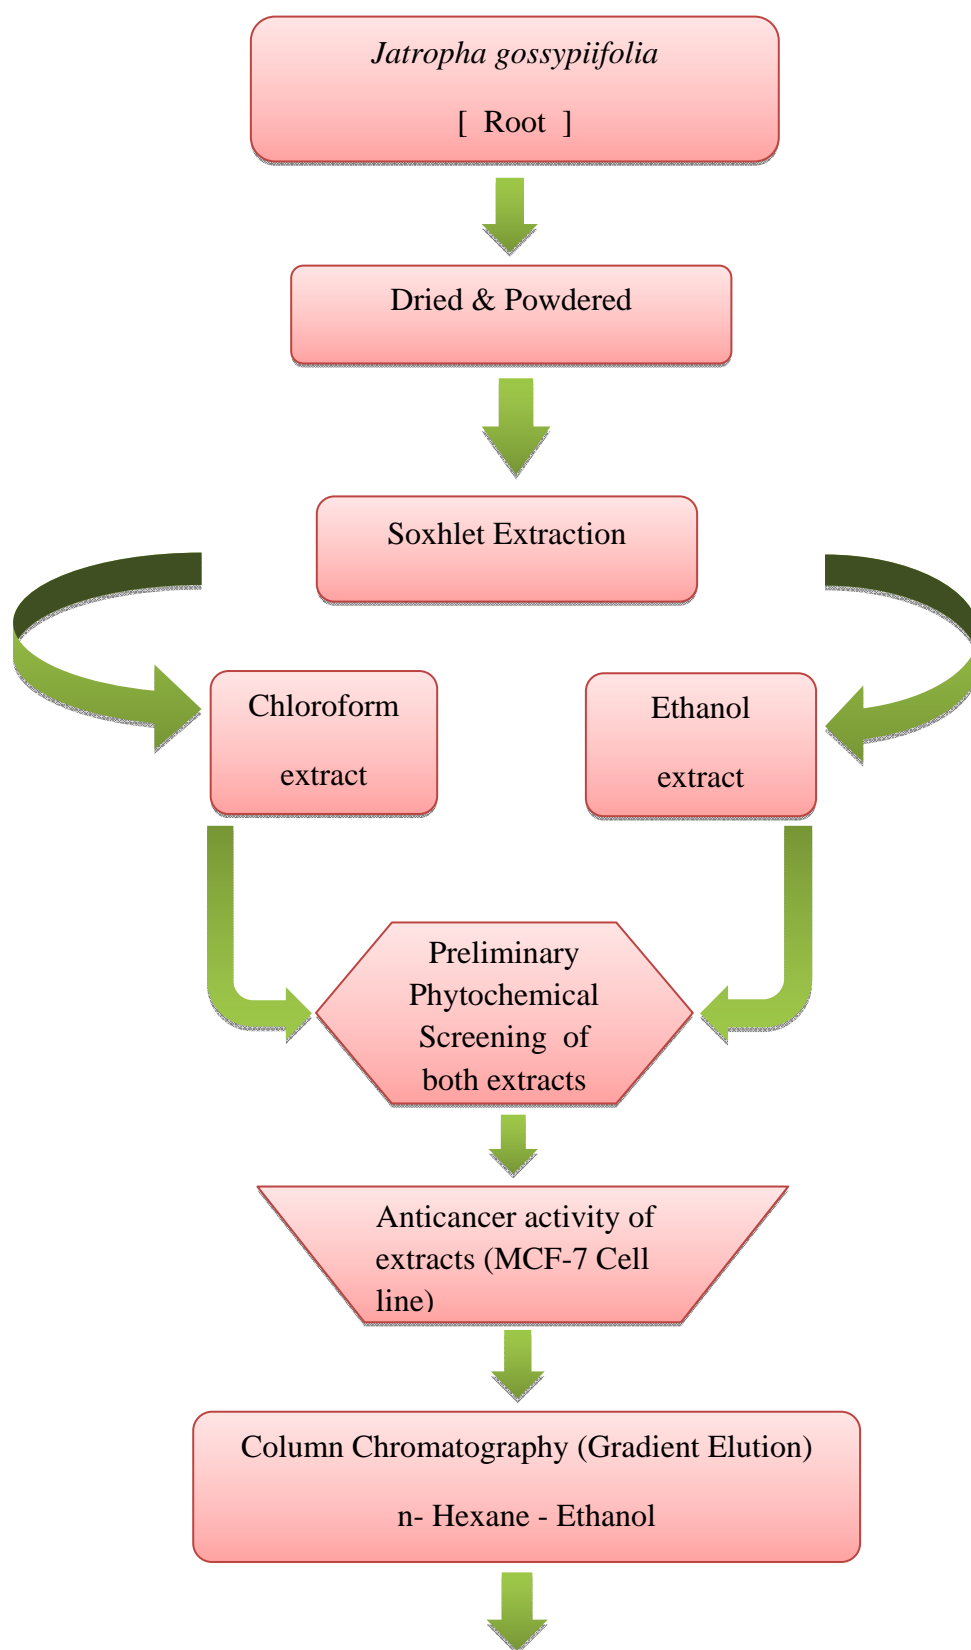 Jatropha gossypiifolia
[ Root ]
Dried & Powdered
Soxhlet Extraction
Chloroform
extract
Ethanol
extract
Preliminary
Phytochemical
Screening of
both extracts
Anticancer activity of
extracts (MCF-7 Cell
line)
Column Chromatography (Gradient Elution)
n- Hexane - Ethanol